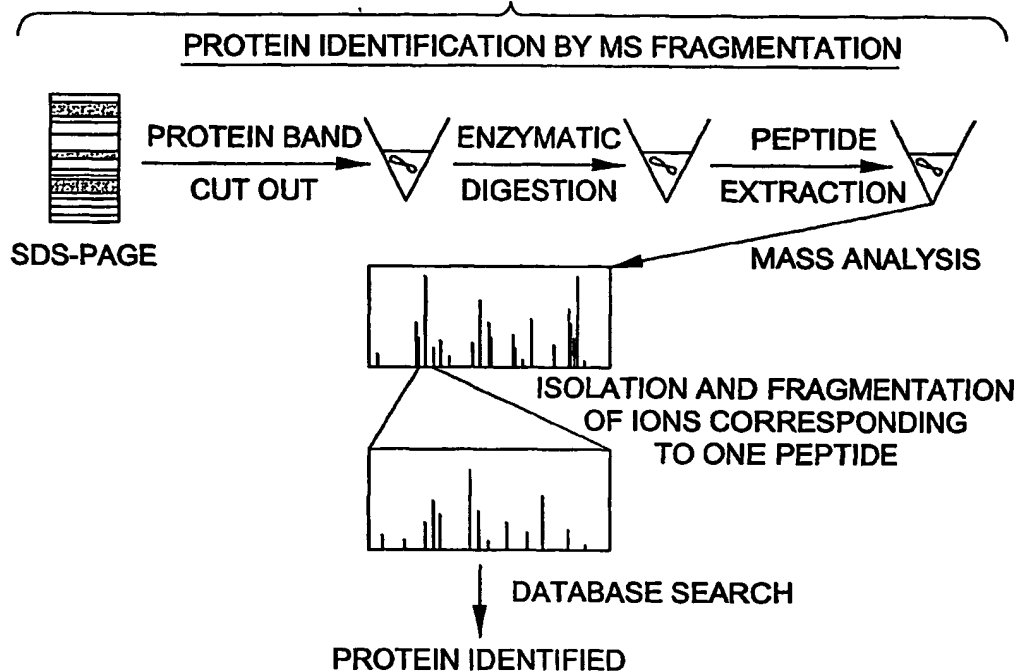 PROTEIN IDENTIFICATION BY MS FRAGMENTATION
PROTEIN BAND
CUT OUT
ENZYMATIC
DIGESTION
PEPTIDE
EXTRACTION
SDS-PAGE
MASS ANALYSIS
ISOLATION AND FRAGMENTATION
OF IONS CORRESPONDING
TO ONE PEPTIDE
DATABASE SEARCH
PROTEIN IDENTIFIED